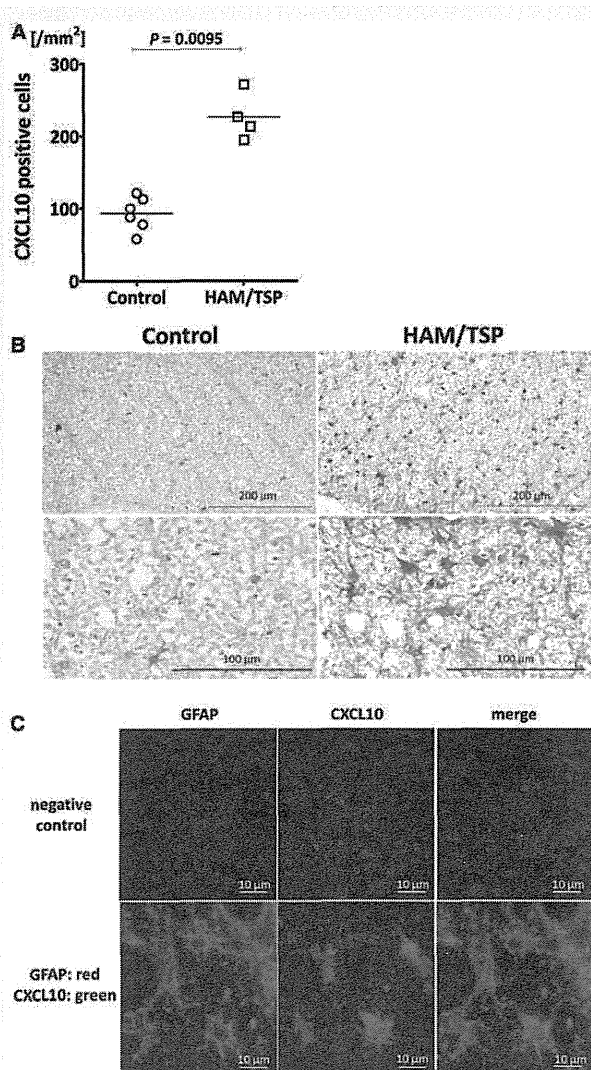 A [/mm²]
P = 0.0095
300
200
100
0
CXCL10 positive cells
Control HAM/TSP
B
Control HAM/TSP
200 µm 200 µm
100 µm 100 µm
C
GFAP CXCL10 merge
negative
control
10 µm 10 µm 10 µm
GFAP: red
CXCL10: green
10 µm 10 µm 10 µm